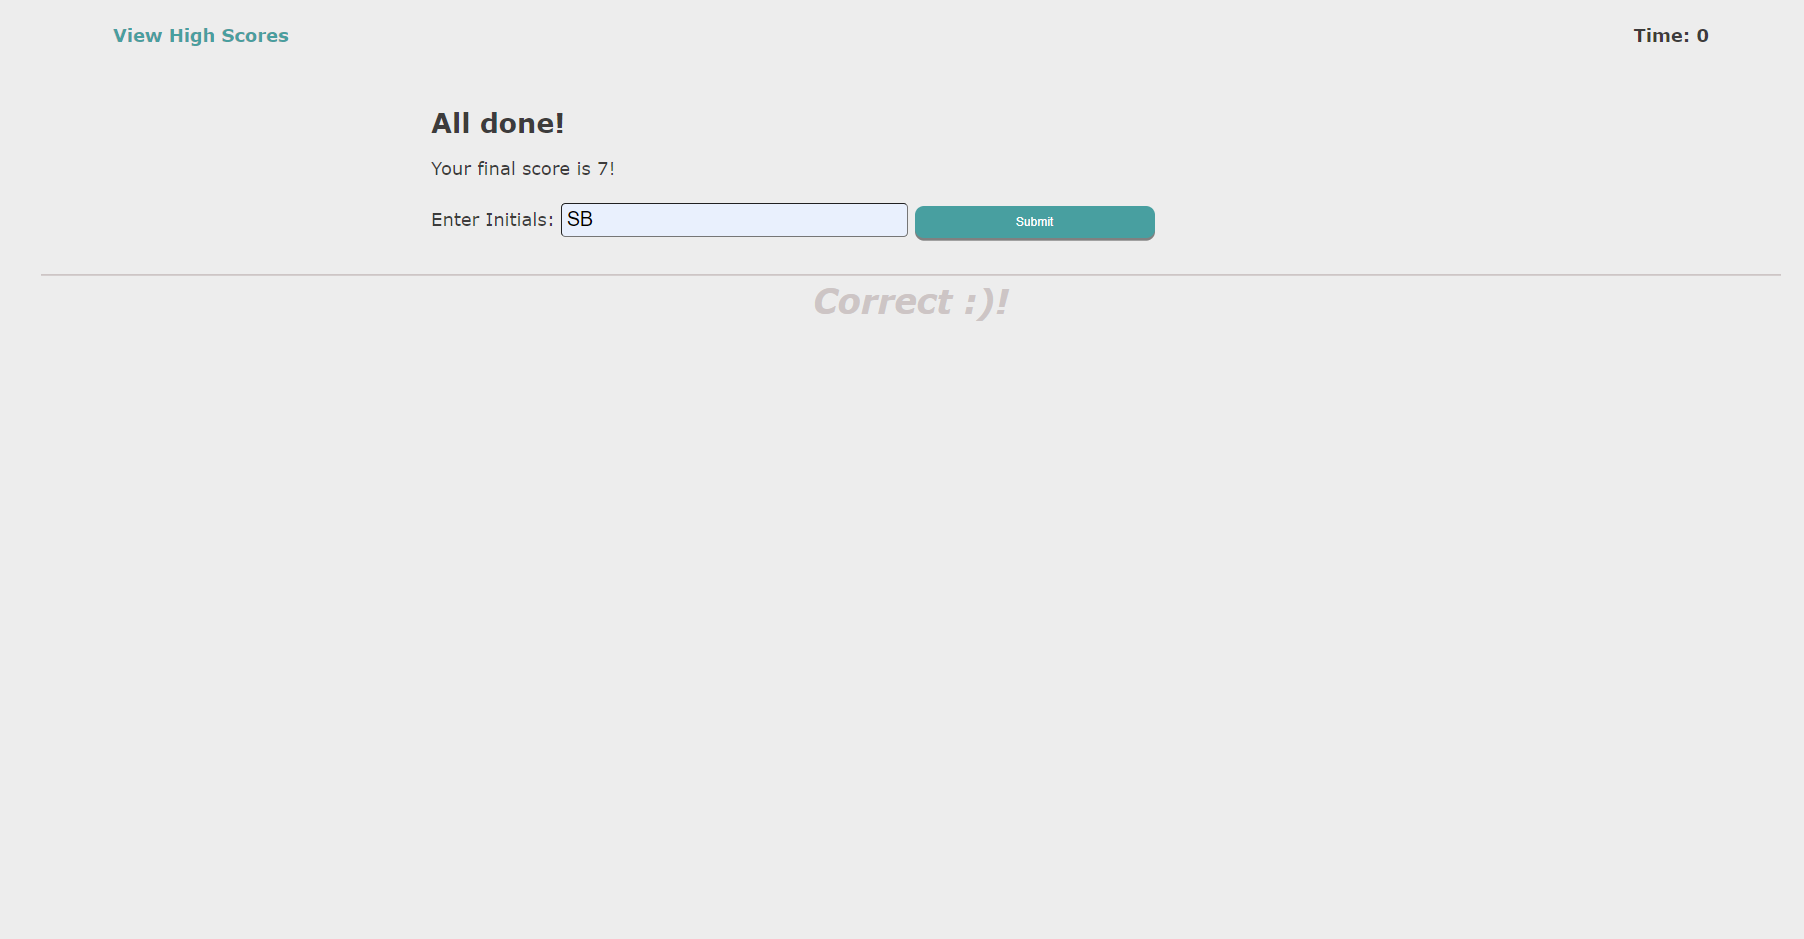 View High Scores
Time: 0
All done!
Your final score is 7!
Enter Initials: SB Submit
Correct :)!